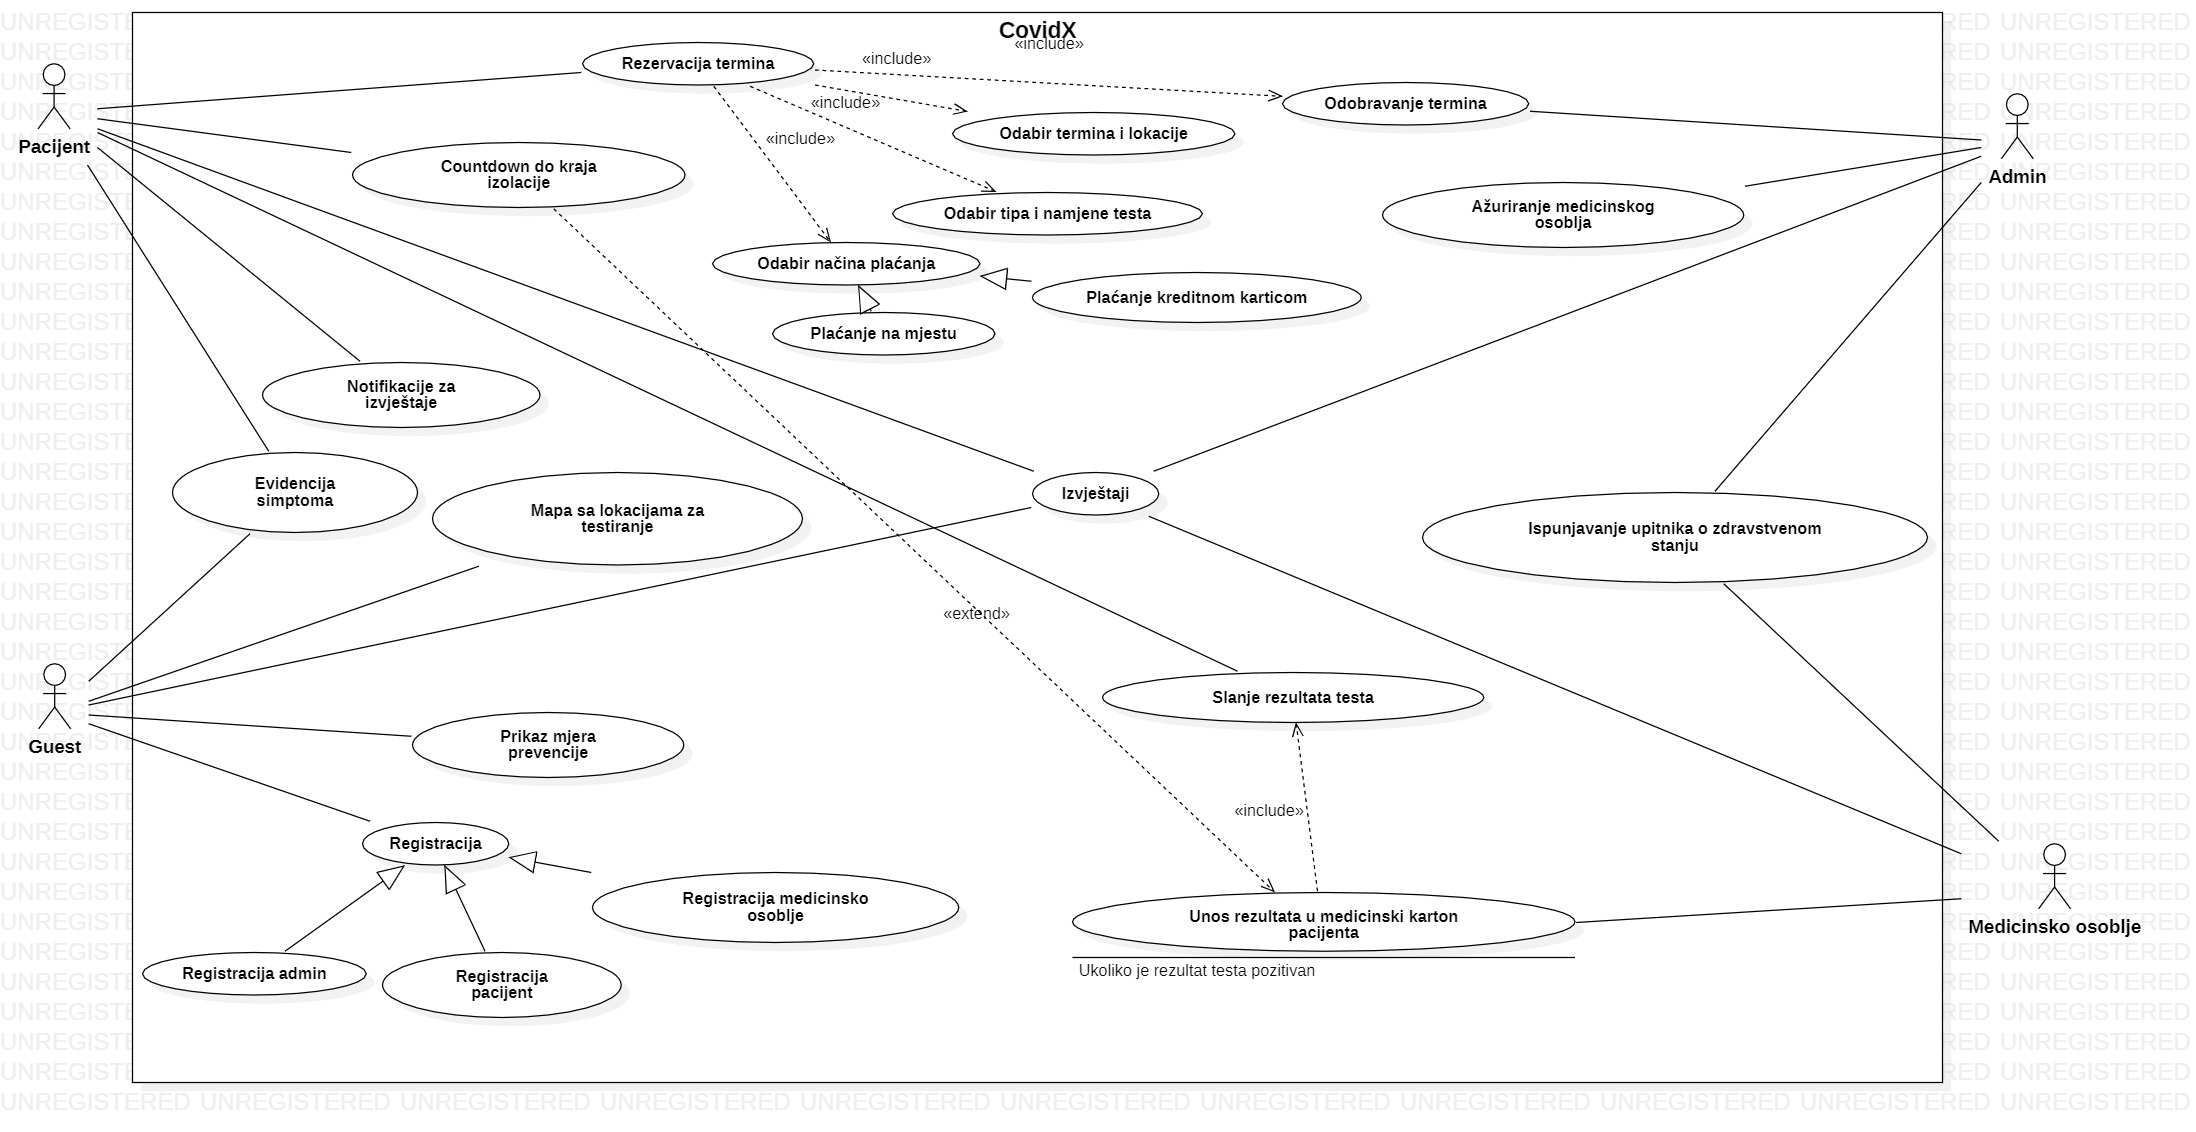 CovidX
«include»
Rezervacija termina
«include»
Pacijent
«include»
Odobravanje termina
Admin
Odabir termina i lokacije
«include»
Countdown do kraja
izolacije
Odabir tipa i namjene testa
Ažuriranje medicinskog
osoblja
Odabir načina plaćanja
Plaćanje kreditnom karticom
Plaćanje na mjestu
Notifikacije za
izvještaje
Evidencija
simptoma
Mapa sa lokacijama za
testiranje
Izvještaji
Ispunjavanje upitnika o zdravstvenom
stanju
«extend»
Slanje rezultata testa
Guest
Prikaz mjera
prevencije
«include»
Registracija
Registracija medicinsko
osoblje
Unos rezultata u medicinski karton
pacijenta
Medicinsko osoblje
Ukoliko je rezultat testa pozitivan
Registracija admin
Registracija
pacijent
UNREGISTERED UNREGISTERED UNREGISTERED UNREGISTERED UNREGISTERED UNREGISTERED UNREGISTERED UNREGISTERED UNREGISTERED UNREGISTERED UNREGISTERED